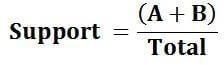 Support = (A + B)
Total